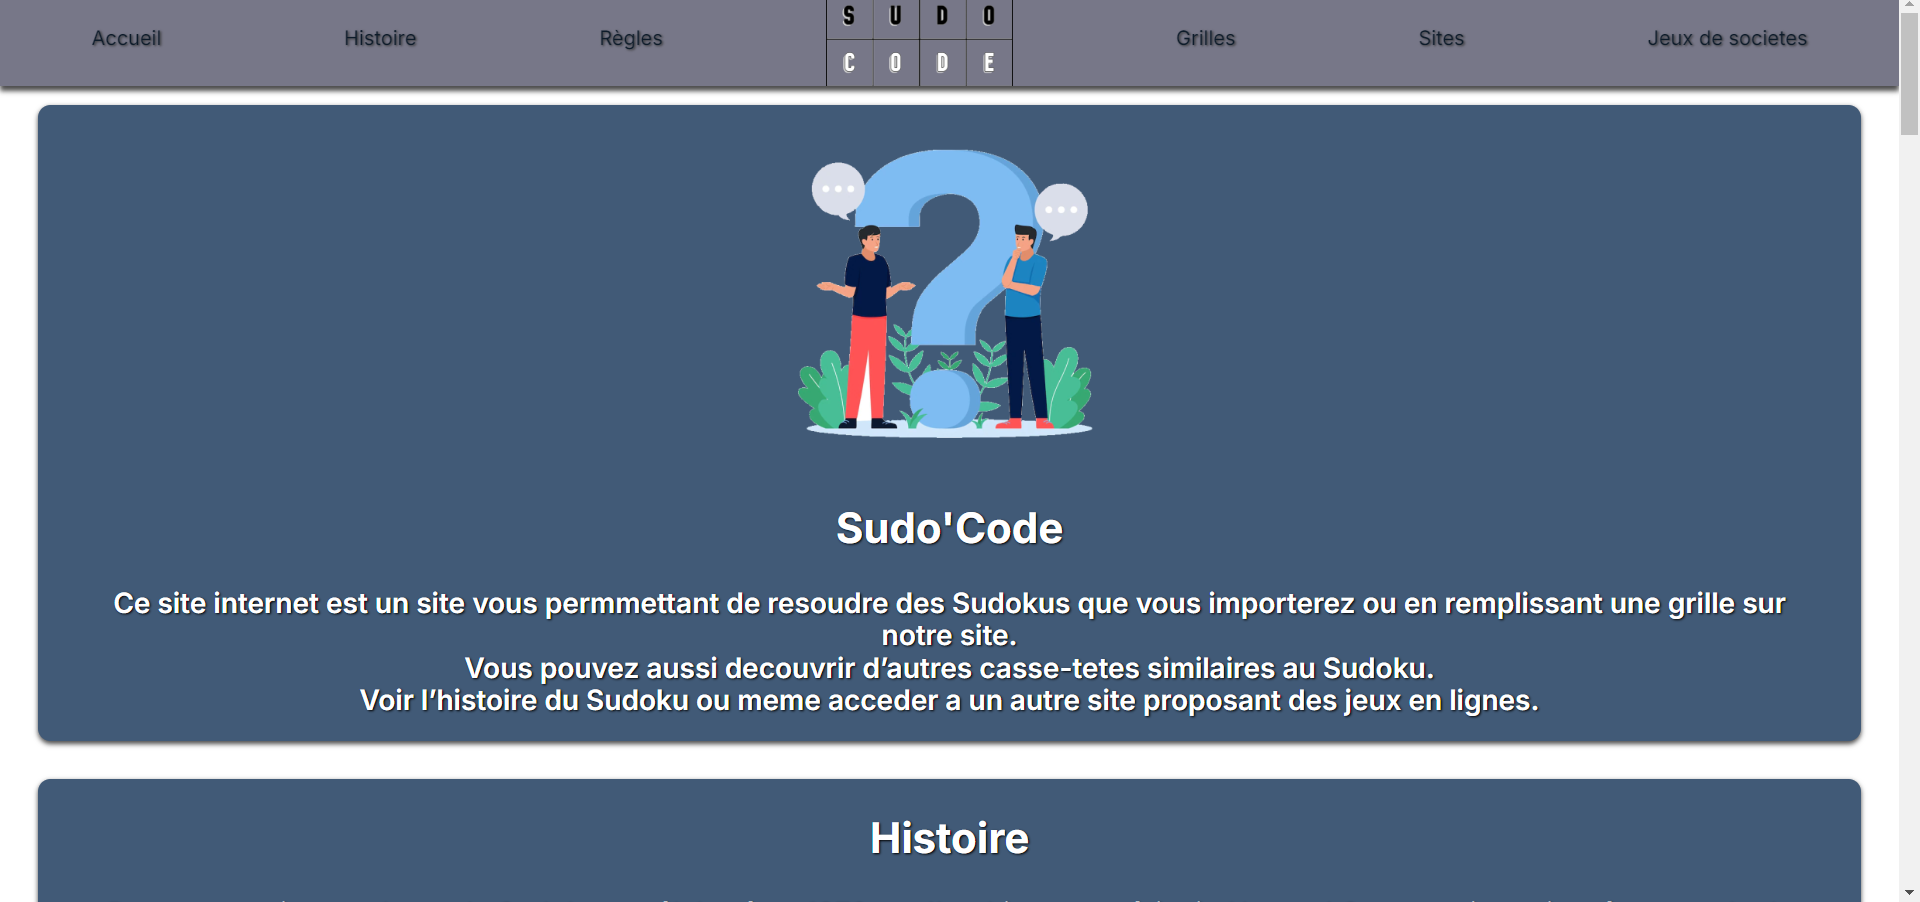 Accueil
Histoire
Règles
SUDO
CODE
Grilles
Sites
Jeux de societes
Sudo'Code
Ce site internet est un site vous permmettant de resoudre des Sudokus que vous importerez ou en remplissant une grille sur
notre site.
Vous pouvez aussi decouvrir d’autres casse-tetes similaires au Sudoku.
Voir l’histoire du Sudoku ou meme acceder a un autre site proposant des jeux en lignes.
Histoire